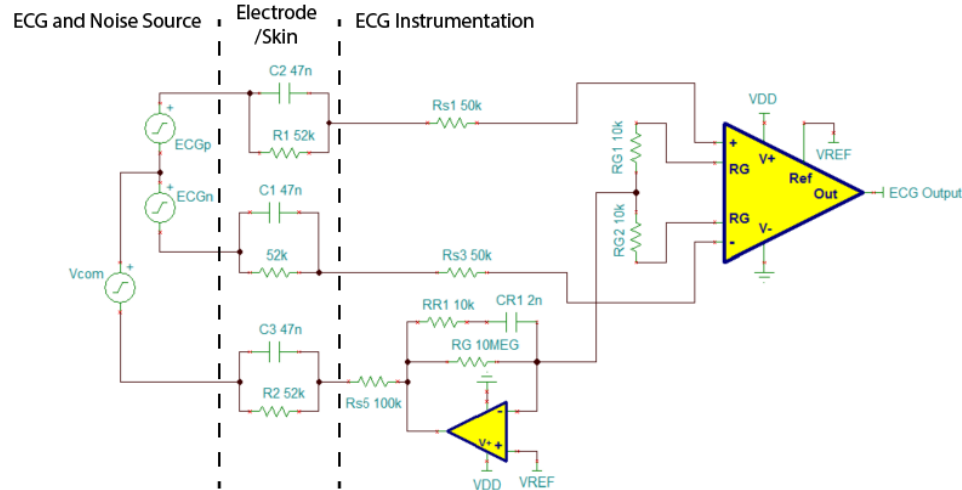 ECG and Noise Source
Electrode
/Skin
ECG Instrumentation
C2 47n
R1 52k
ECGp
Rs1 50k
VDD
VREF
RG1 10k
+
RG
V+
Ref
Out
ECG Output
RG
V-
-
RG2 10k
C1 47n
ECGn
52k
Rs3 50k
Vcom
+
+
+
C3 47n
R2 52k
Rs5 100k
RR1 10k
CR1 2n
RG 10MEG
-
V+
+
VDD
VREF